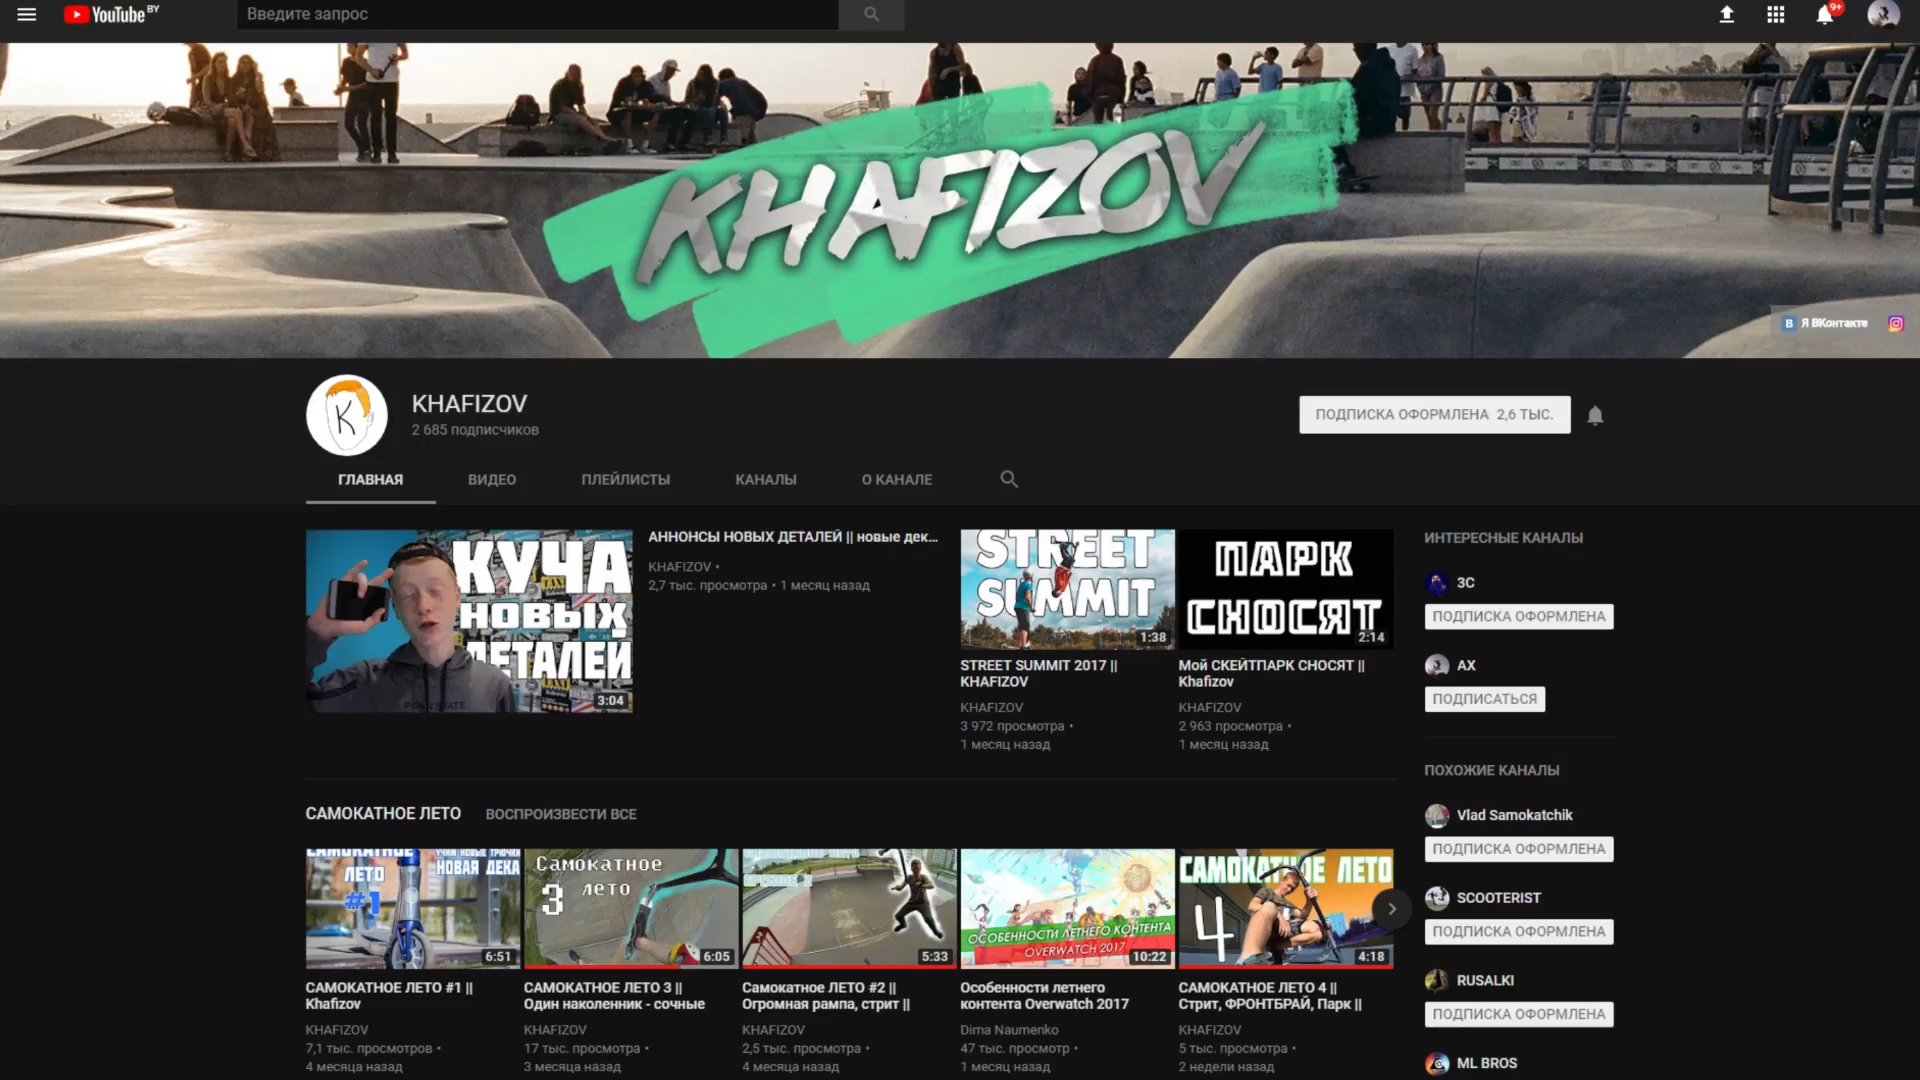 YouTube BY
Введите запрос
9+
KHAFIZOV
Я ВКонтакте
K
KHAFIZOV
2 685 подписчиков
ПОДПИСКА ОФОРМЛЕНА 2,6 ТЫС.
ГЛАВНАЯ
ВИДЕО
ПЛЕЙЛИСТЫ
КАНАЛЫ
О КАНАЛЕ
КУЧА
НОВЫХ
ДЕТАЛЕЙ
3:04
АННОНСЫ НОВЫХ ДЕТАЛЕЙ || новые дек...
KHAFIZOV •
2,7 тыс. просмотра • 1 месяц назад
STREET
SUMMIT
1:38
STREET SUMMIT 2017 ||
KHAFIZOV
KHAFIZOV
3 972 просмотра •
1 месяц назад
ПАРК
СНОСЯТ
2:14
Мой СКЕЙТПАРК СНОСЯТ ||
Khafizov
KHAFIZOV
2 963 просмотра •
1 месяц назад
ИНТЕРЕСНЫЕ КАНАЛЫ
3C
ПОДПИСКА ОФОРМЛЕНА
AX
ПОДПИСАТЬСЯ
ПОХОЖИЕ КАНАЛЫ
Vlad Samokatchik
ПОДПИСКА ОФОРМЛЕНА
SCOOTERIST
ПОДПИСКА ОФОРМЛЕНА
RUSALKI
ПОДПИСКА ОФОРМЛЕНА
ML BROS
САМОКАТНОЕ ЛЕТО
ВОСПРОИЗВЕСТИ ВСЕ
САМОКАТНОЕ
ЛЕТО
#1
УЧИМ НОВЫЕ ТРЮКИ
НОВАЯ ДЕКА
6:51
САМОКАТНОЕ ЛЕТО #1 ||
Khafizov
KHAFIZOV
7,1 тыс. просмотров •
4 месяца назад
Самокатное
3 лето
6:05
САМОКАТНОЕ ЛЕТО 3 ||
Один наколенник - сочные
KHAFIZOV
17 тыс. просмотра •
3 месяца назад
5:33
Самокатное ЛЕТО #2 ||
Огромная рампа, стрит ||
KHAFIZOV
2,5 тыс. просмотра •
4 месяца назад
ОСОБЕННОСТИ ЛЕТНЕГО КОНТЕНТА
OVERWATCH 2017
10:22
Особенности летнего
контента Overwatch 2017
Dima Naumenko
47 тыс. просмотр •
1 месяц назад
САМОКАТНОЕ ЛЕТО
4
4:18
САМОКАТНОЕ ЛЕТО 4 ||
Стрит, ФРОНТБРАЙ, Парк ||
KHAFIZOV
5 тыс. просмотра •
2 недели назад